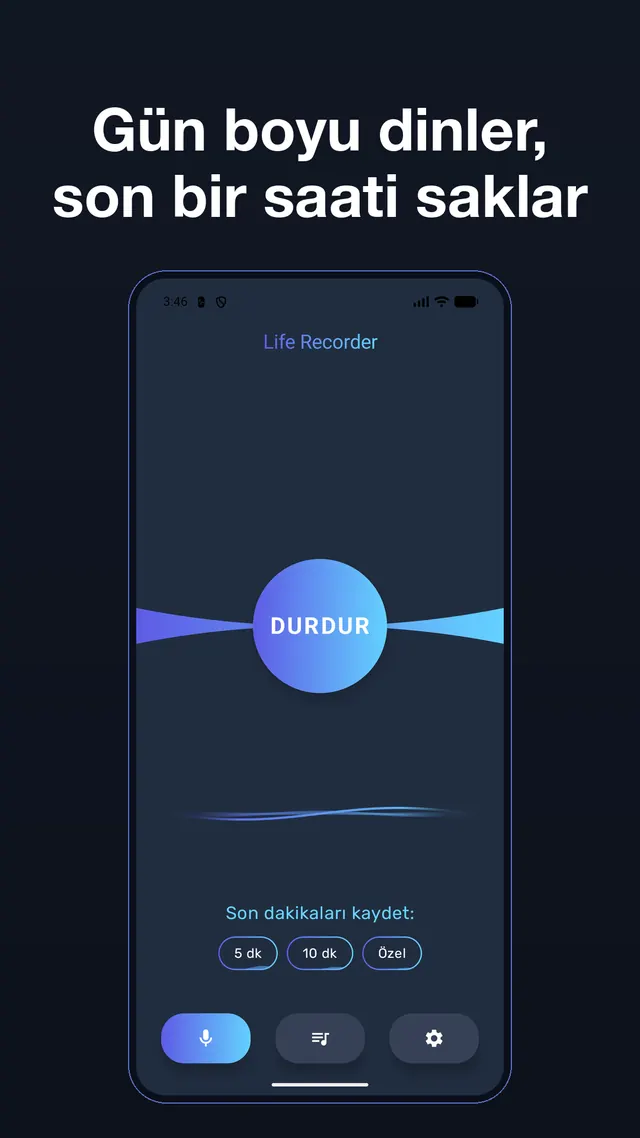 Gün boyu dinler,
son bir saati saklar
3:46
Life Recorder
DURDUR
Son dakikaları kaydet:
5 dk
10 dk
Özel